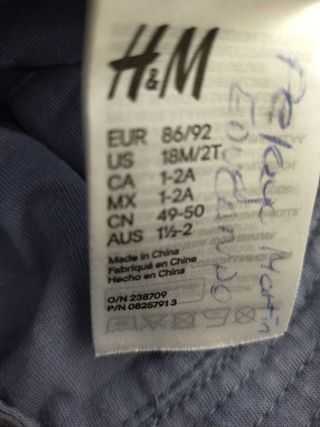 H&M
EUR 86/92
US 18M/2T
CA 1-2A
MX 1-2A
CN 49-50
AUS 1½-2
Made in China
Fabriqué en Chine
Hecho en China
O/N 238709
P/N 08257913
Martin